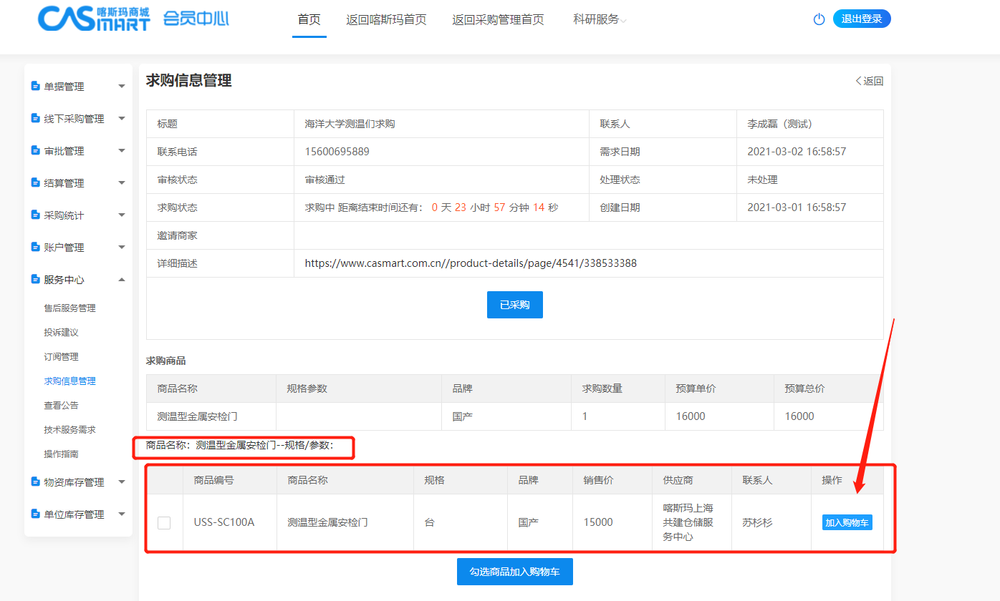 CASMART 喀斯玛商城 会员中心
首页 返回喀斯玛首页 返回采购管理首页 科研服务 退出登录
单据管理
线下采购管理
审批管理
结算管理
采购统计
账户管理
服务中心
售后服务管理
投诉建议
订阅管理
求购信息管理
查看公告
技术服务需求
操作指南
物资库存管理
单位库存管理
求购信息管理 返回
标题 海洋大学测温们求购 联系人 李成磊（测试）
联系电话 15600695889 需求日期 2021-03-02 16:58:57
审核状态 审核通过 处理状态 未处理
求购状态 求购中 距离结束时间还有： 0 天 23 小时 57 分钟 14 秒 创建日期 2021-03-01 16:58:57
邀请商家
详细描述 https://www.casmart.com.cn//product-details/page/4541/338533388
已采购
求购商品
商品名称 规格参数 品牌 求购数量 预算单价 预算总价
测温型金属安检门 国产 1 16000 16000
商品名称：测温型金属安检门--规格/参数：
商品编号 商品名称 规格 品牌 销售价 供应商 联系人 操作
USS-SC100A 测温型金属安检门 台 国产 15000 喀斯玛上海
共建仓储服
务中心 苏杉杉 加入购物车
勾选商品加入购物车